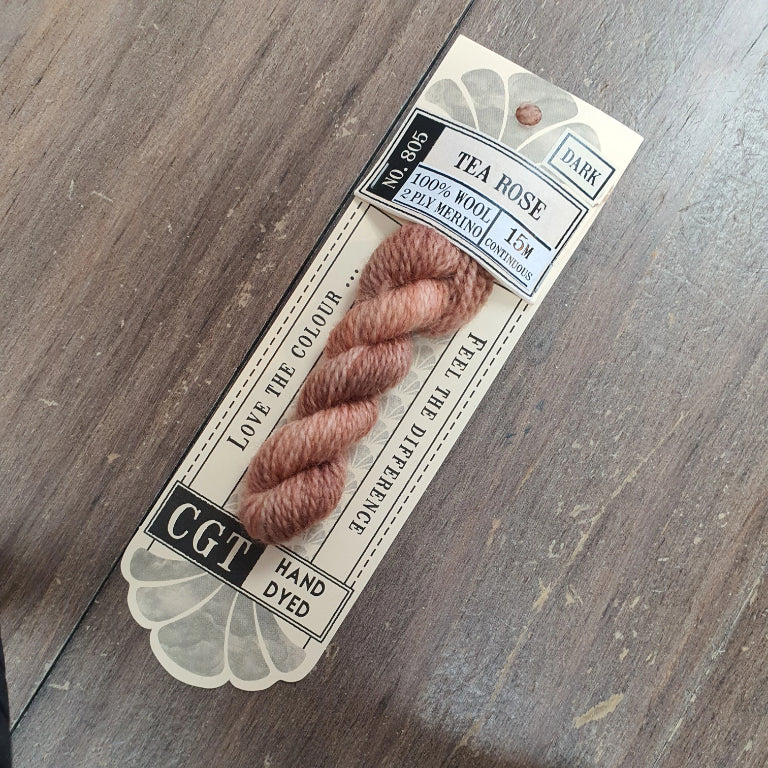 DARK
NO. 805
TEA ROSE
100% WOOL
2 PLY MERINO
15M
CONTINUOUS
LOVE THE COLOUR ...
FEEL THE DIFFERENCE
CGT
HAND
DYED